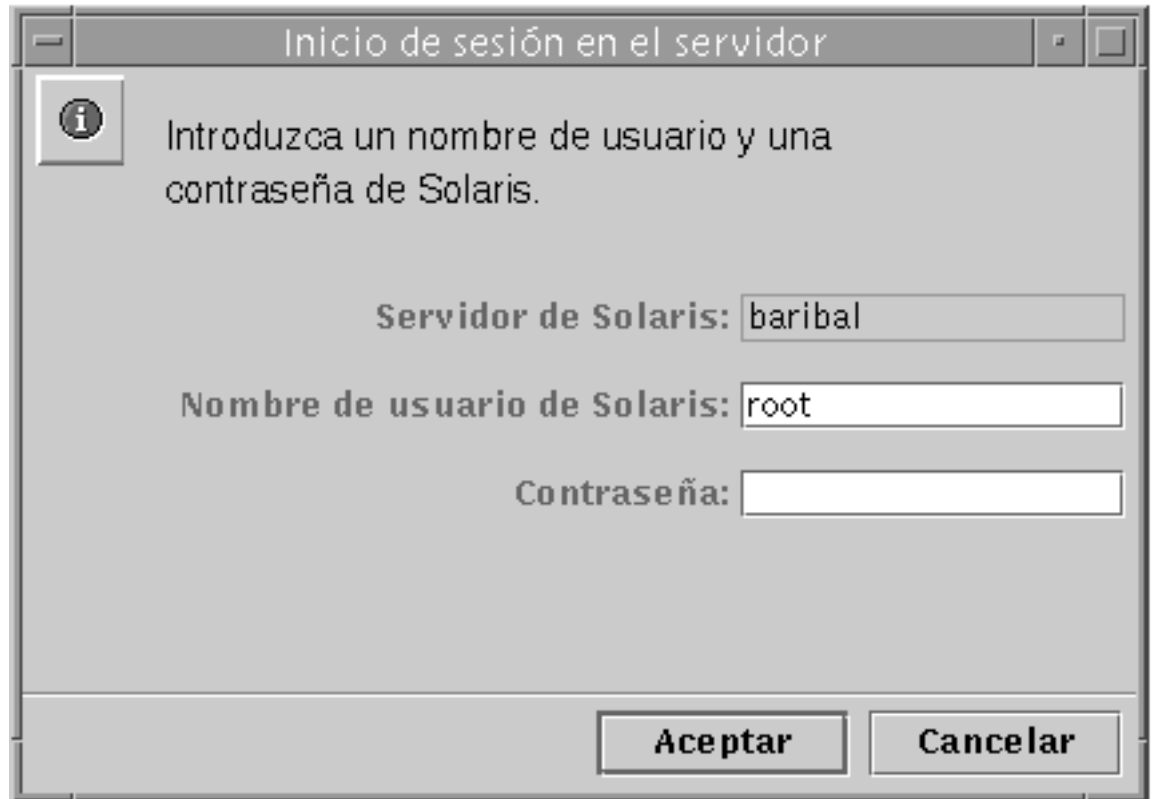 Inicio de sesión en el servidor
Introduzca un nombre de usuario y una
contraseña de Solaris.
Servidor de Solaris: baribal
Nombre de usuario de Solaris: root
Contraseña:
Aceptar Cancelar